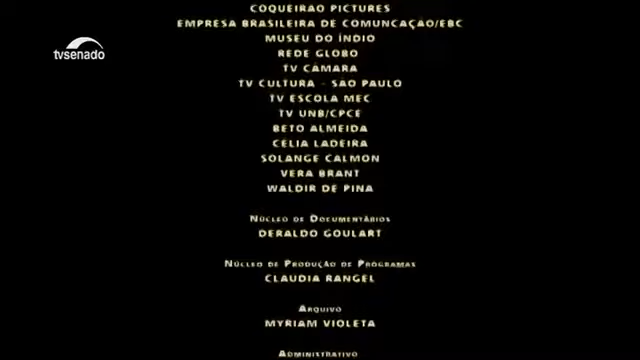 COQUEIRAO PICTURES
EMPRESA BRASILEIRA DE COMUNCAÇAO/EBC
MUSEU DO ÍNDIO
tvsenado
REDE GLOBO
TV CÂMARA
TV CULTURA - SÃO PAULO
TV ESCOLA MEC
TV UNB/CPCE
BETO ALMEIDA
CÉLIA LADEIRA
SOLANGE CALMON
VERA BRANT
WALDIR DE PINA
NÚCLEO DE DOCUMENTÁRIOS
DERALDO GOULART
NÚCLEO DE PRODUÇÃO DE PROGRAMAS
CLAUDIA RANGEL
ARQUIVO
MYRIAM VIOLETA
ADMINISTRATIVO